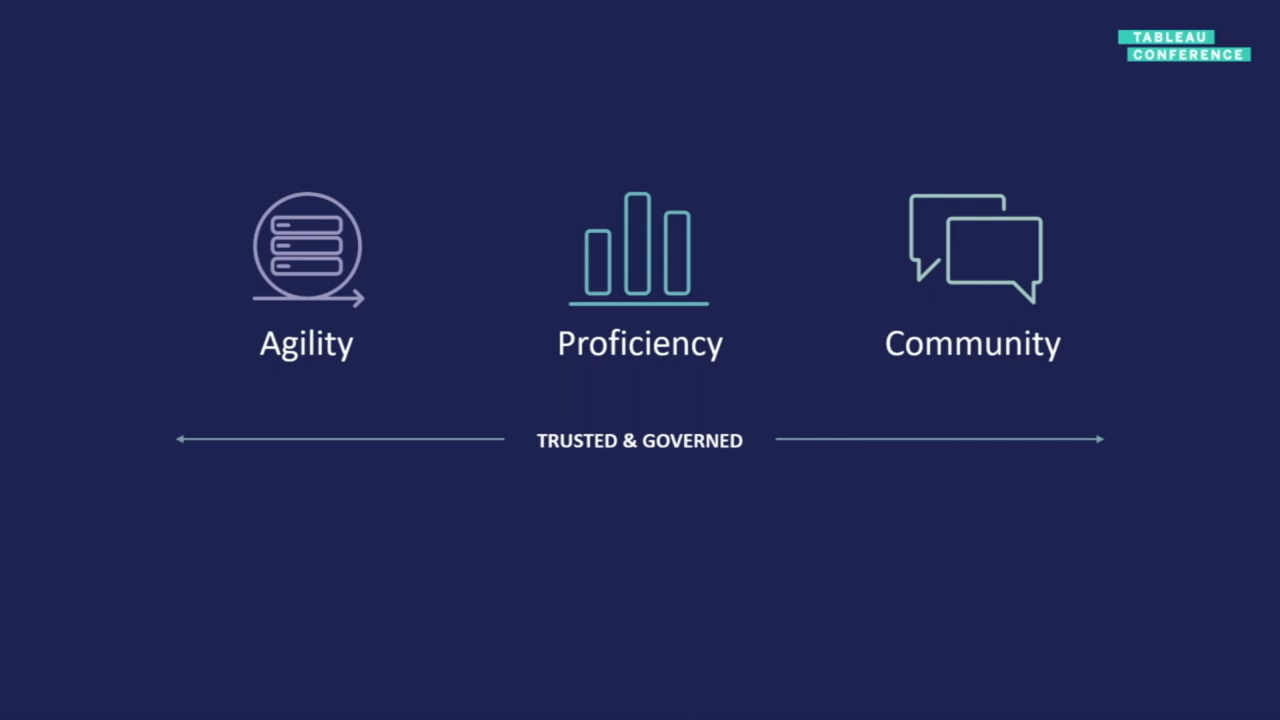 TABLEAU
CONFERENCE
Agility
Proficiency
Community
TRUSTED & GOVERNED